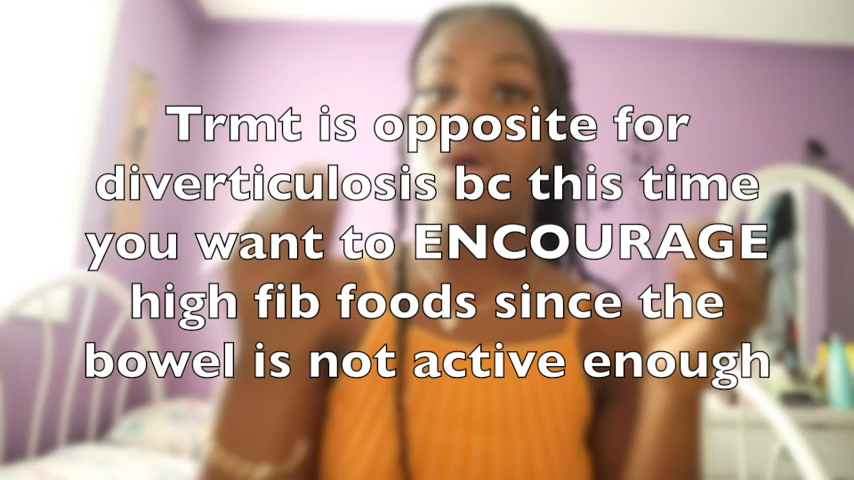 Trmt is opposite for
diverticulosis bc this time
you want to ENCOURAGE
high fib foods since the
bowel is not active enough